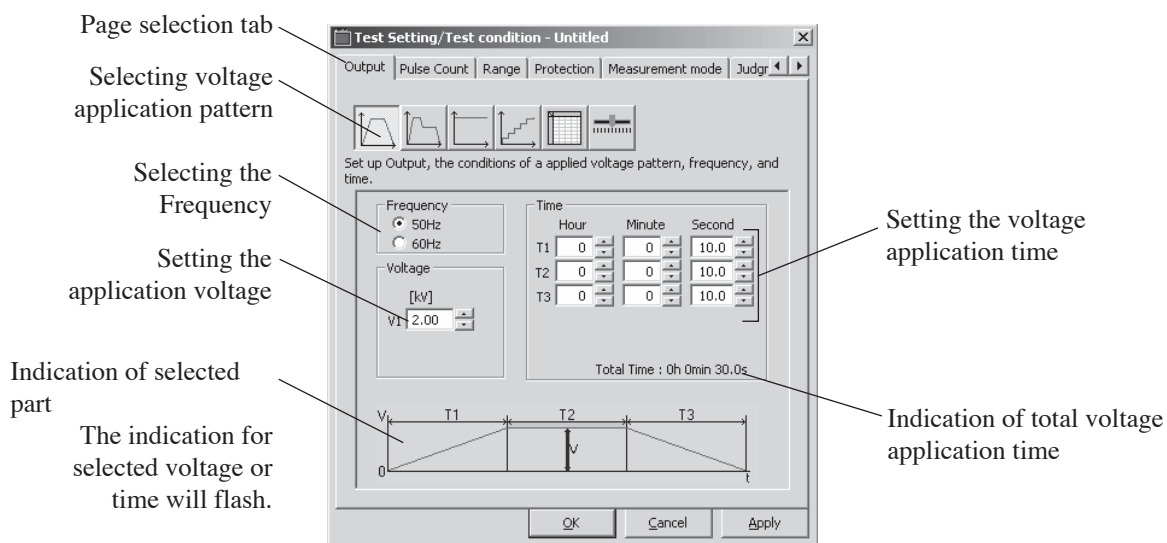 Page selection tab
Selecting voltage
application pattern
Selecting the
Frequency
Setting the
application voltage
Indication of selected
part
The indication for
selected voltage or
time will flash.
Test Setting/Test condition - Untitled
Output Pulse Count Range Protection Measurement mode Judgr
Set up Output, the conditions of a applied voltage pattern, frequency, and
time.
Frequency
50Hz
60Hz
Voltage
[kV]
V1 2.00
Time
Hour Minute Second
T1 0 0 10.0
T2 0 0 10.0
T3 0 0 10.0
Total Time : 0h 0min 30.0s
V T1 T2 T3
V
0 t
OK Cancel Apply
Setting the voltage
application time
Indication of total voltage
application time